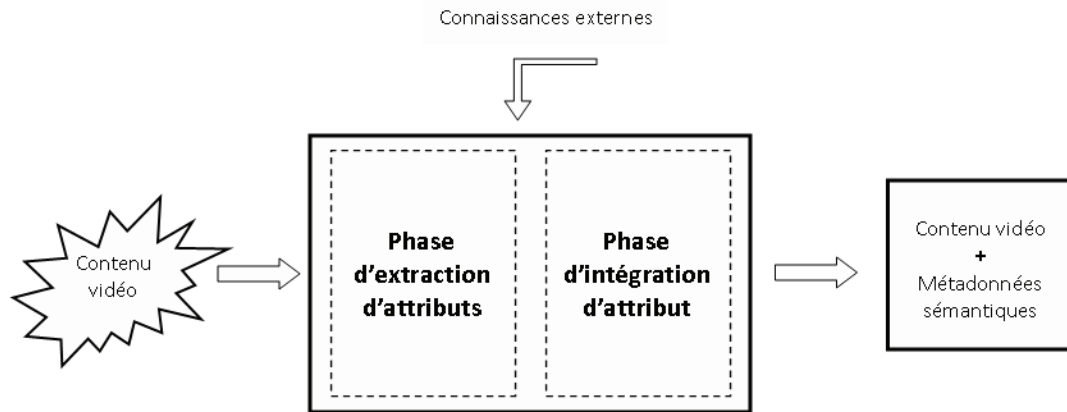 Connaissances externes
Contenu
vidéo
Phase
d'extraction
d'attributs
Phase
d'intégration
d'attribut
Contenu vidéo
+
Métadonnées
sémantiques